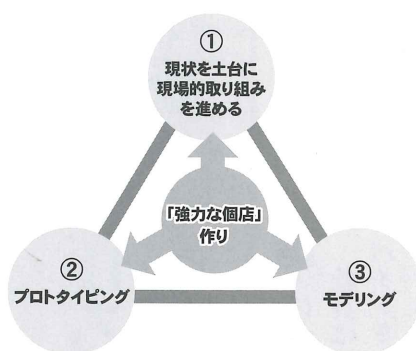 ①
現状を土台に
現場的取り組み
を進める
「強力な個店」
作り
②
プロトタイピング
③
モデリング